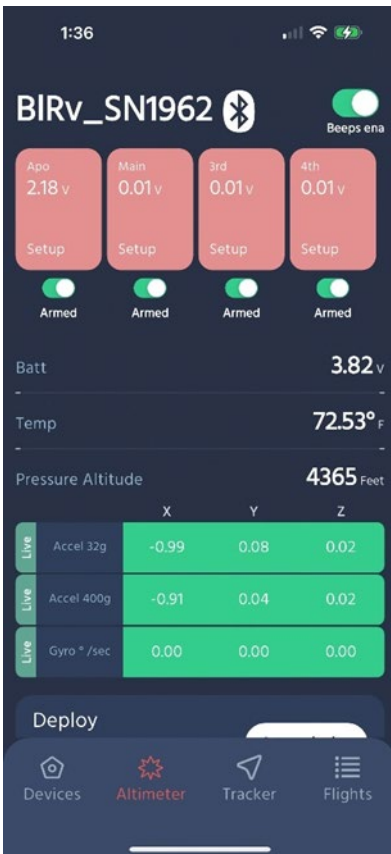 1:36
BlRv_SN1962
Beeps ena
Apo Main 3rd 4th
2.18 v 0.01 v 0.01 v 0.01 v
Setup Setup Setup Setup
Armed Armed Armed Armed
Batt 3.82 v
Temp 72.53° F
Pressure Altitude 4365 Feet
X Y Z
Live Accel 32g -0.99 0.08 0.02
Live Accel 400g -0.91 0.04 0.02
Live Gyro °/sec 0.00 0.00 0.00
Deploy
Devices Altimeter Tracker Flights